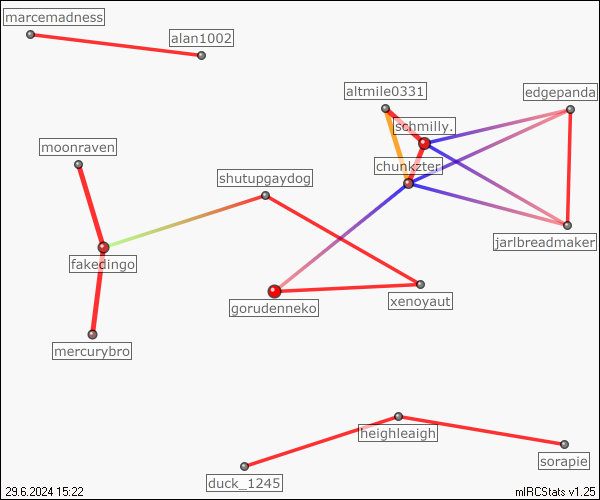 marcemadness
alan1002
altmile0331
edgepanda
schmilly.
moonraven
chunkzter
shutupgaydog
jarlbreadmaker
fakedingo
xenoyaut
gorudenneko
mercurybro
heighleaigh
sorapie
duck_1245
29.6.2024 15:22
mIRCStats v1.25